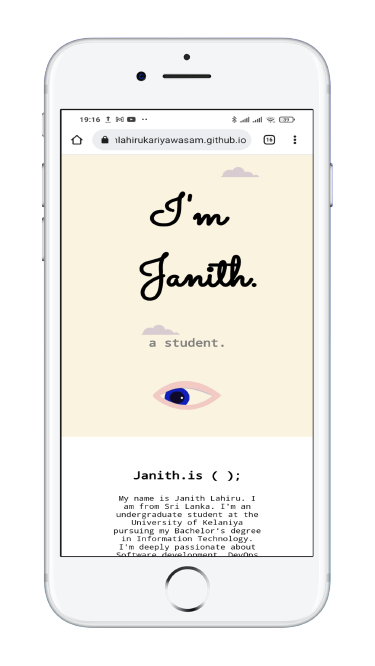 19:16
16
ılahirukariyawasam.github.io
I'm
Janith.
a student.
Janith.is ( );
My name is Janith Lahiru. I
am from Sri Lanka. I'm an
undergraduate student at the
University of Kelaniya
pursuing my Bachelor's degree
in Information Technology.
I'm deeply passionate about
Software development, DevOps